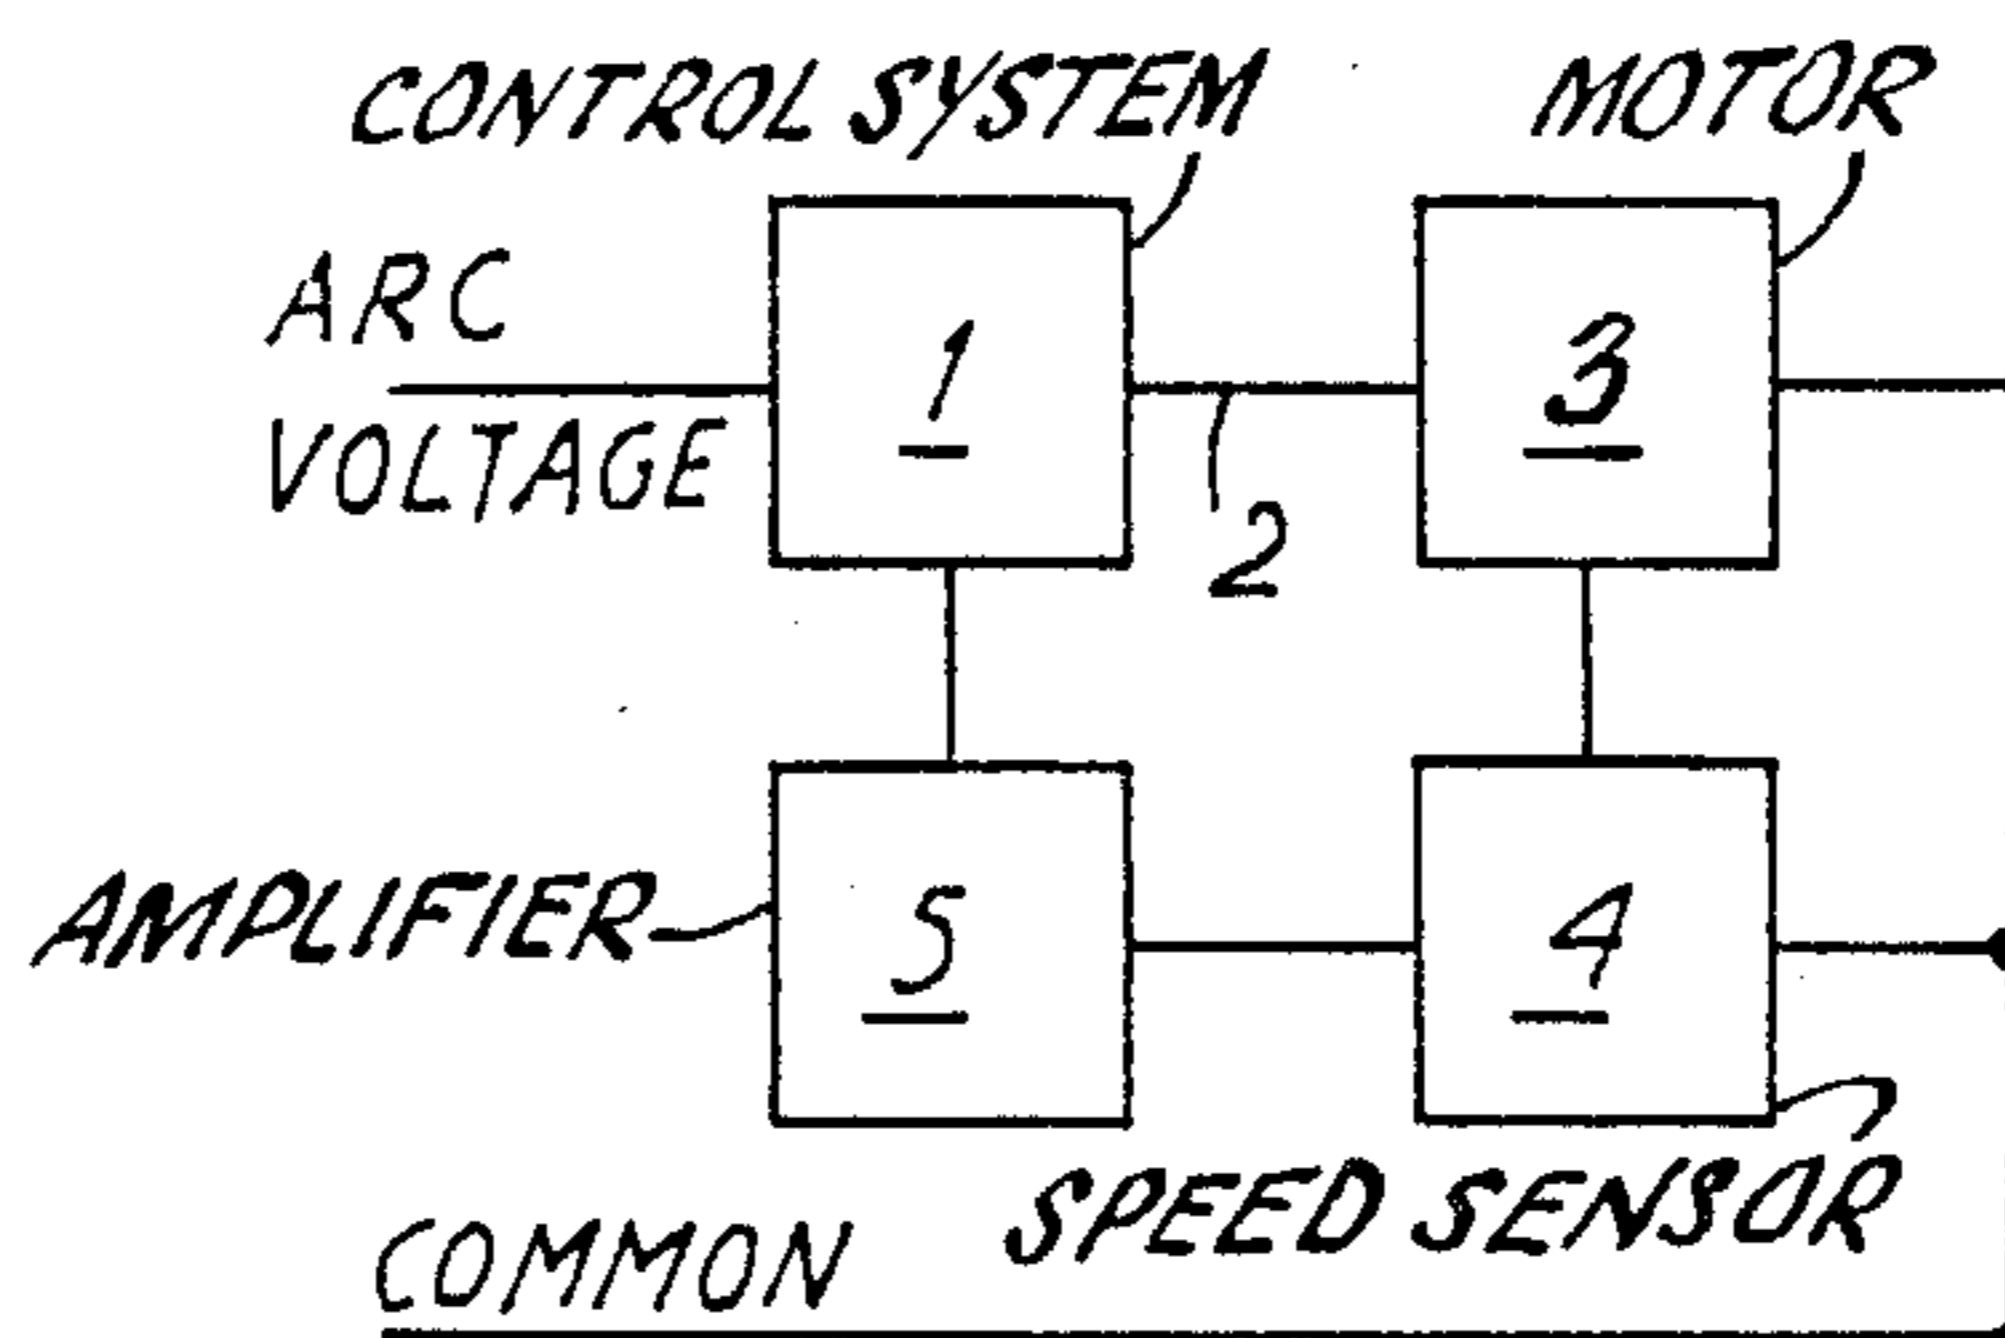 CONTROL SYSTEM
MOTOR
ARC
VOLTAGE
1
2
3
AMPLIFIER
5
4
SPEED SENSOR
COMMON